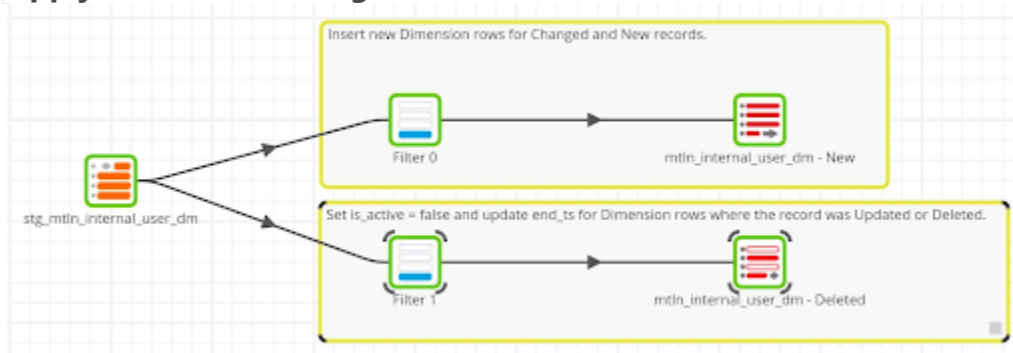 Insert new Dimension rows for Changed and New records.
Filter 0
mtln_internal_user_dm - New
stg_mtln_internal_user_dm
Set is_active = false and update end_ts for Dimension rows where the record was Updated or Deleted.
Filter 1
mtln_internal_user_dm - Deleted